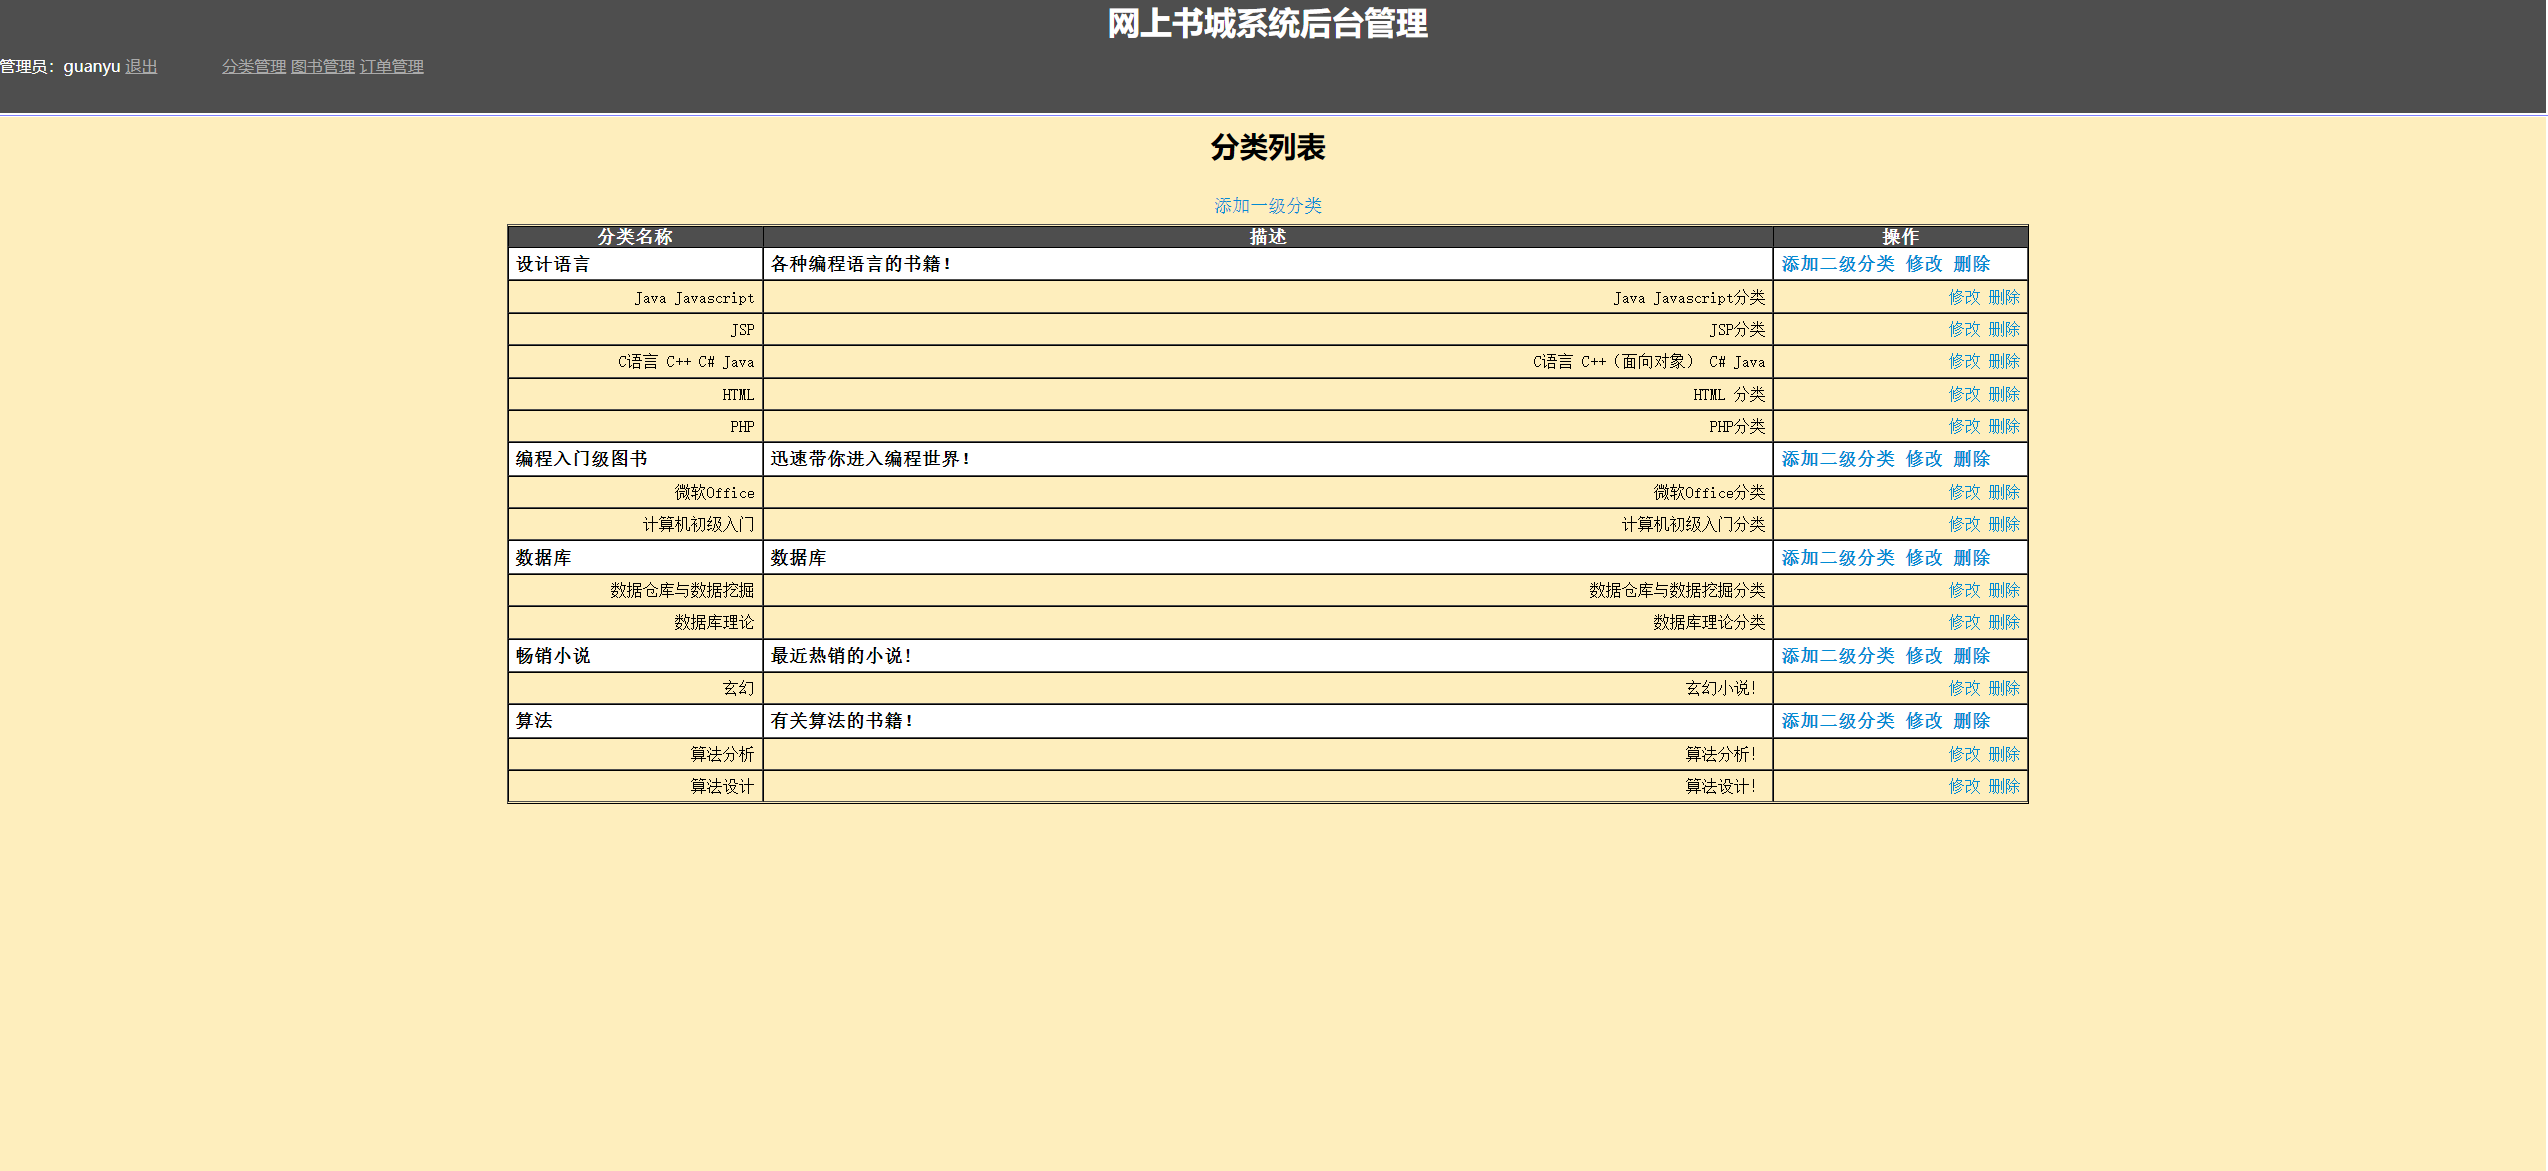 网上书城系统后台管理
管理员：guanyu 退出 分类管理 图书管理 订单管理
分类列表
添加一级分类
分类名称 描述 操作
设计语言 各种编程语言的书籍！ 添加二级分类 修改 删除
Java Javascript Java Javascript分类 修改 删除
JSP JSP分类 修改 删除
C语言 C++ C# Java C语言 C++（面向对象） C# Java 修改 删除
HTML HTML 分类 修改 删除
PHP PHP分类 修改 删除
编程入门级图书 迅速带你进入编程世界！ 添加二级分类 修改 删除
微软Office 微软Office分类 修改 删除
计算机初级入门 计算机初级入门分类 修改 删除
数据库 数据库 添加二级分类 修改 删除
数据仓库与数据挖掘 数据仓库与数据挖掘分类 修改 删除
数据库理论 数据库理论分类 修改 删除
畅销小说 最近热销的小说！ 添加二级分类 修改 删除
玄幻 玄幻小说！ 修改 删除
算法 有关算法的书籍！ 添加二级分类 修改 删除
算法分析 算法分析！ 修改 删除
算法设计 算法设计！ 修改 删除